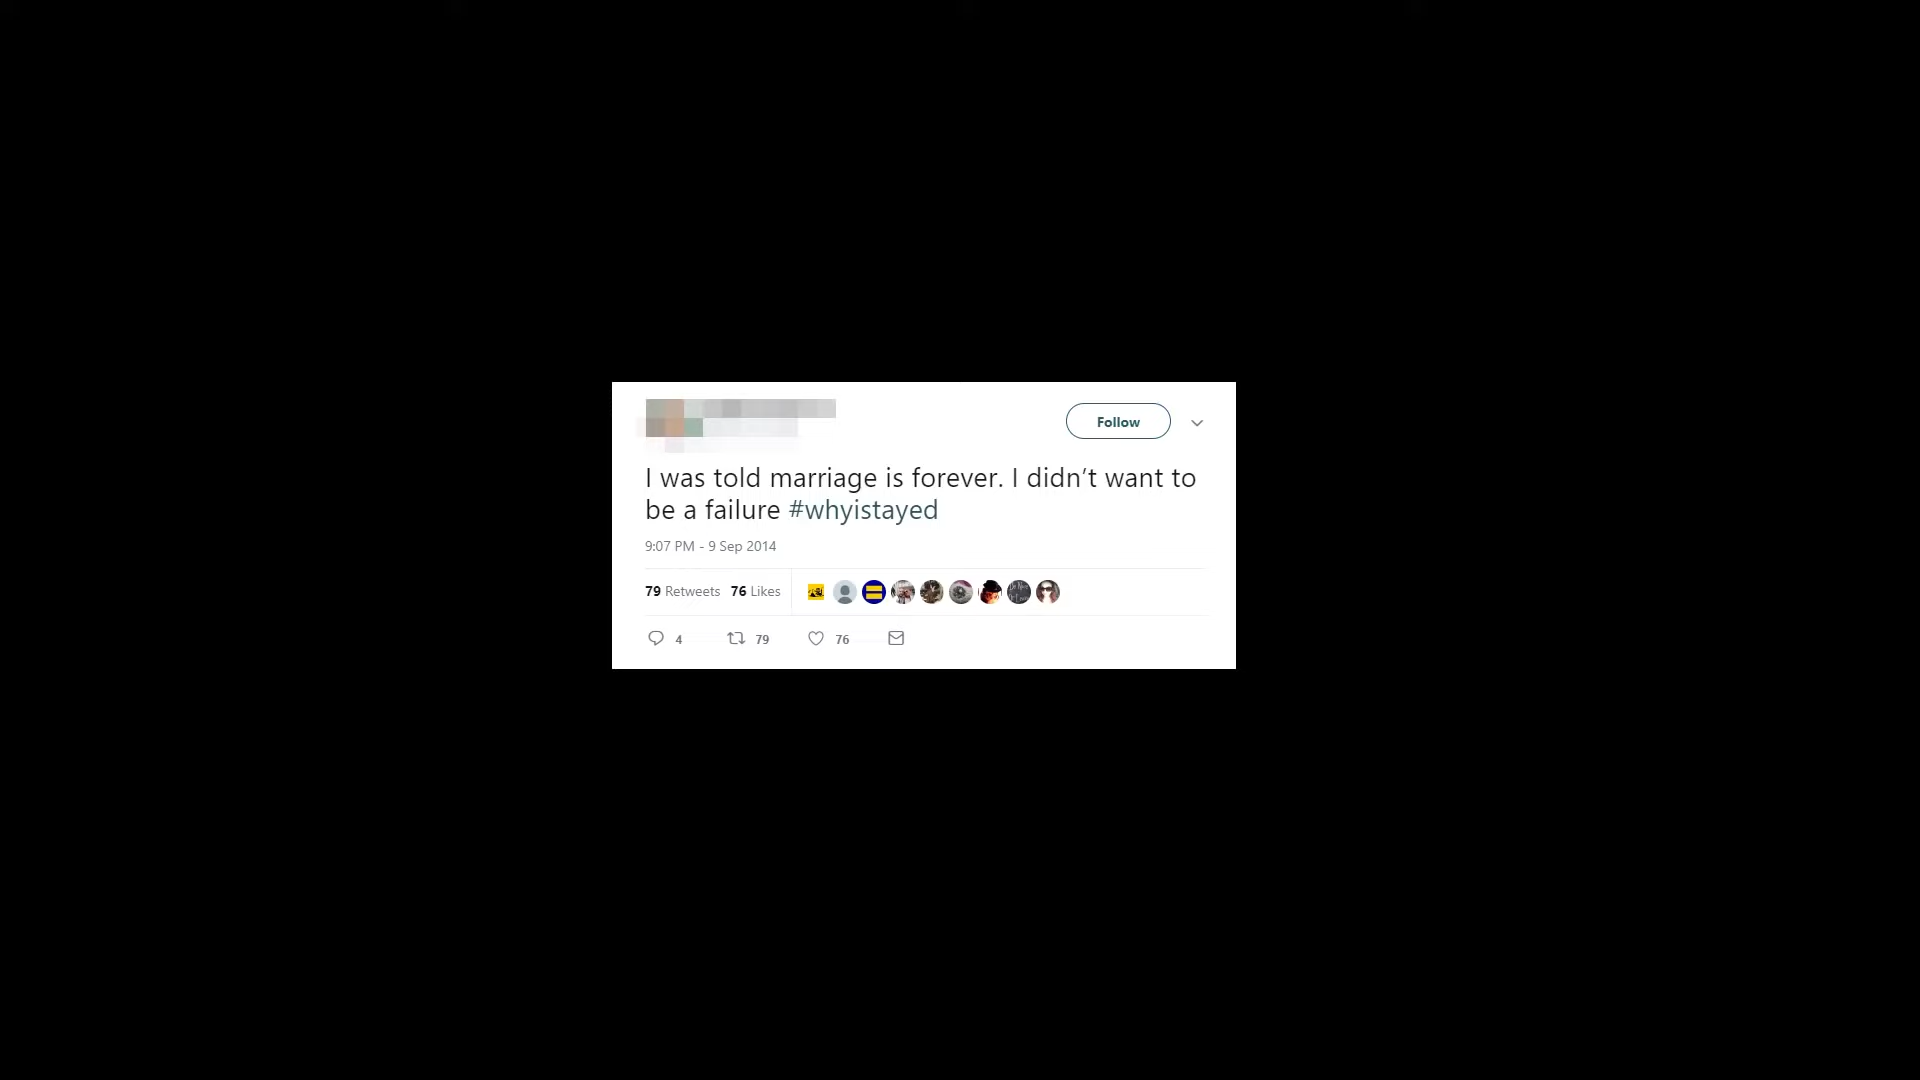 Follow
I was told marriage is forever. I didn’t want to
be a failure #whyistayed
9:07 PM - 9 Sep 2014
79 Retweets 76 Likes
4 79 76